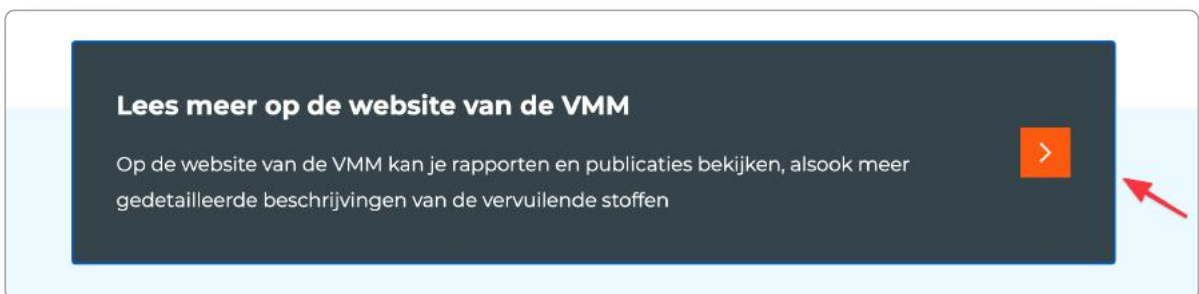 Lees meer op de website van de VMM
Op de website van de VMM kan je rapporten en publicaties bekijken, alsook meer
gedetailleerde beschrijvingen van de vervuilende stoffen